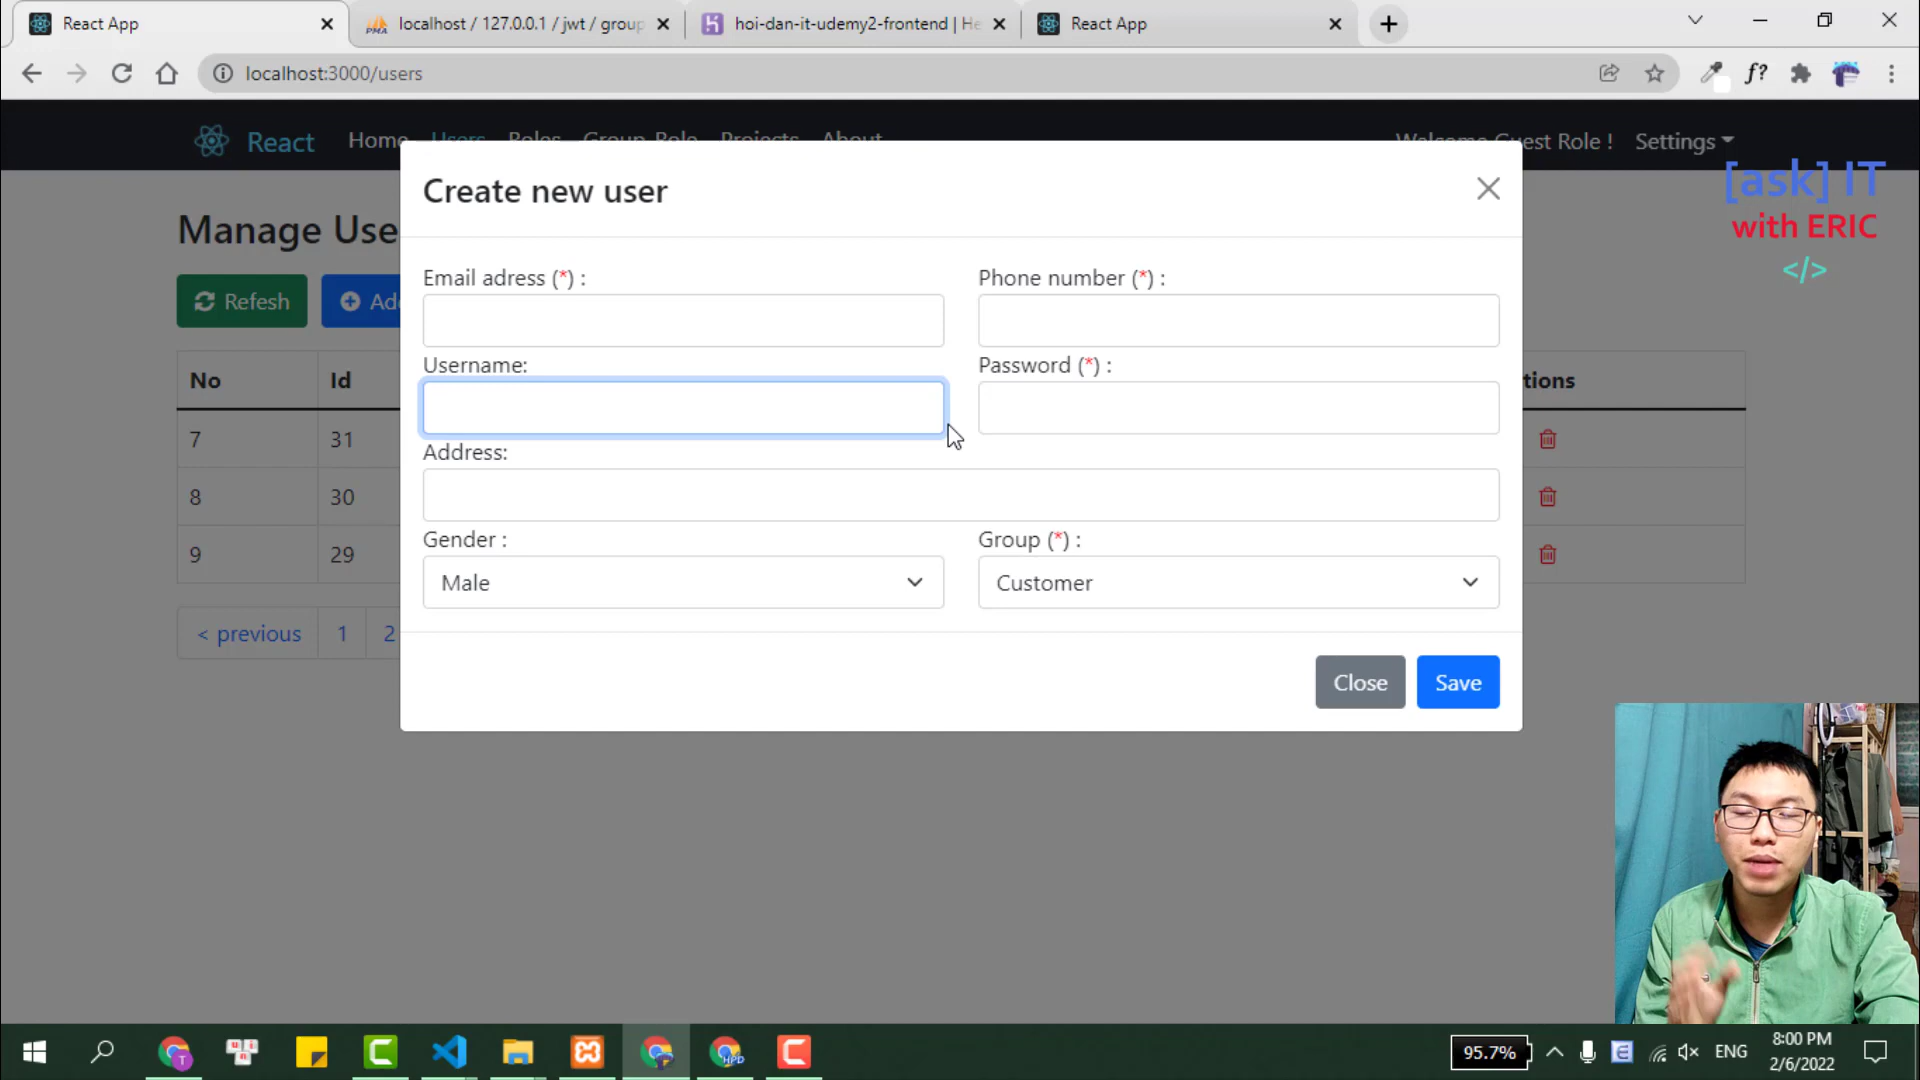 React App
localhost / 127.0.0.1 / jwt / group
hoi-dan-it-udemy2-frontend | He
React App
localhost:3000/users
f?
React
Home
Users
Roles
Group-Role
Projects
About
Welcome Guest Role !
Settings
[ask] IT
with ERIC
</>
Manage Use
Refesh
Ad
Create new user
Email adress (*) :
Phone number (*) :
Username:
Password (*) :
Address:
Gender :
Group (*) :
Male
Customer
Close
Save
No
Id
tions
7
31
8
30
9
29
< previous
1
2
95.7%
ENG
8:00 PM
2/6/2022